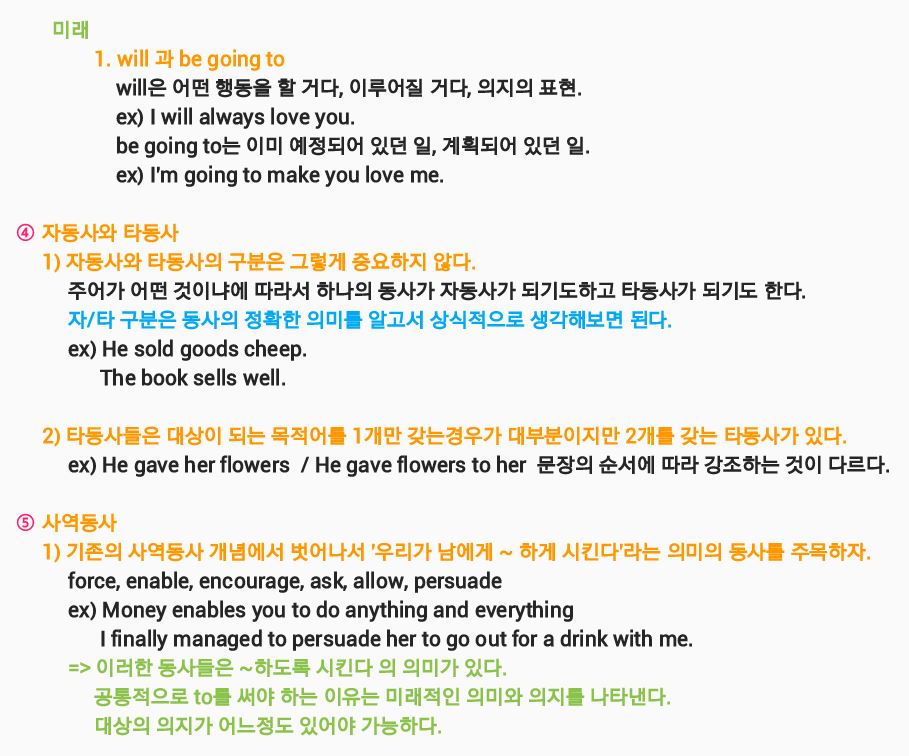 미래
1. will 과 be going to
will은 어떤 행동을 할 거다, 이루어질 거다, 의지의 표현.
ex) I will always love you.
be going to는 이미 예정되어 있던 일, 계획되어 있던 일.
ex) I'm going to make you love me.
④ 자동사와 타동사
1) 자동사와 타동사의 구분은 그렇게 중요하지 않다.
주어가 어떤 것이냐에 따라서 하나의 동사가 자동사가 되기도하고 타동사가 되기도 한다.
자/타 구분은 동사의 정확한 의미를 알고서 상식적으로 생각해보면 된다.
ex) He sold goods cheep.
The book sells well.
2) 타동사들은 대상이 되는 목적어를 1개만 갖는경우가 대부분이지만 2개를 갖는 타동사가 있다.
ex) He gave her flowers / He gave flowers to her 문장의 순서에 따라 강조하는 것이 다르다.
⑤ 사역동사
1) 기존의 사역동사 개념에서 벗어나서 '우리가 남에게 ~ 하게 시킨다'라는 의미의 동사를 주목하자.
force, enable, encourage, ask, allow, persuade
ex) Money enables you to do anything and everything
I finally managed to persuade her to go out for a drink with me.
=> 이러한 동사들은 ~하도록 시킨다 의 의미가 있다.
공통적으로 to를 써야 하는 이유는 미래적인 의미와 의지를 나타낸다.
대상의 의지가 어느정도 있어야 가능하다.